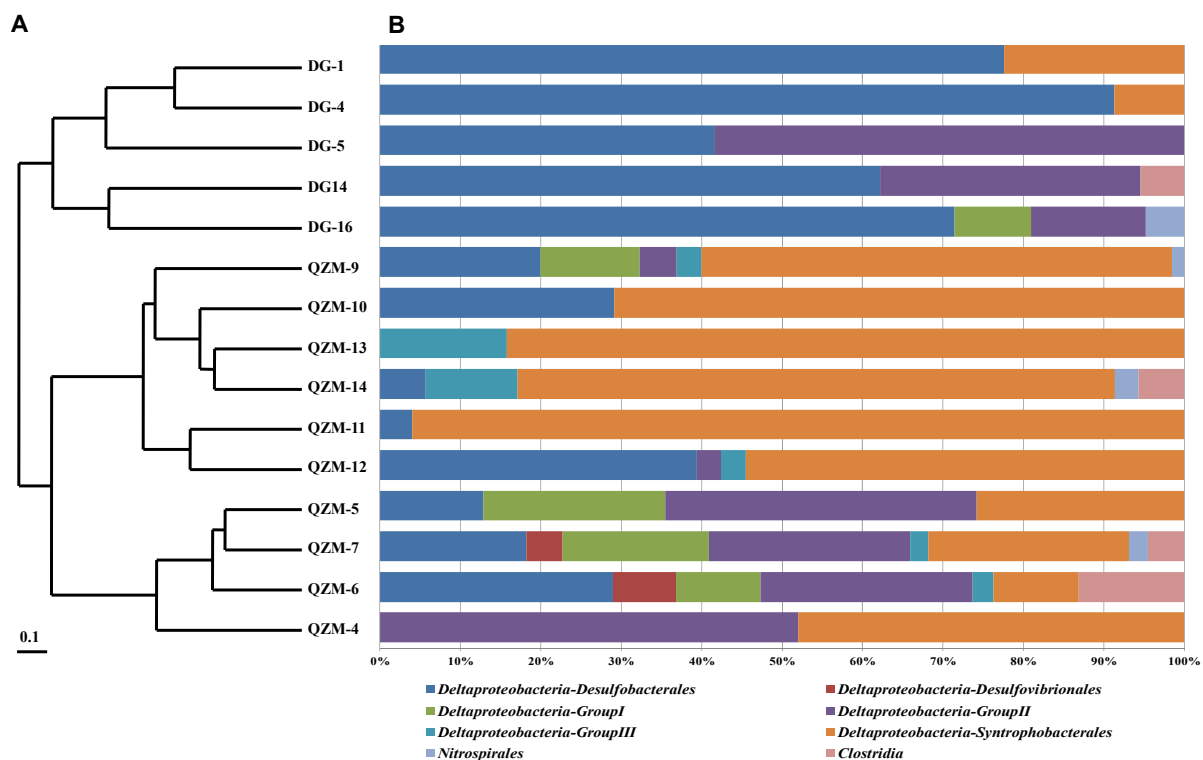 A
B
DG-1
DG-4
DG-5
DG14
DG-16
QZM-9
QZM-10
QZM-13
QZM-14
QZM-11
QZM-12
QZM-5
QZM-7
QZM-6
QZM-4
0.1
0% 10% 20% 30% 40% 50% 60% 70% 80% 90% 100%
Deltaproteobacteria-Desulfobacterales Deltaproteobacteria-Desulfovibrionales
Deltaproteobacteria-GroupI Deltaproteobacteria-GroupII
Deltaproteobacteria-GroupIII Deltaproteobacteria-Syntrophobacterales
Nitrospirales Clostridia